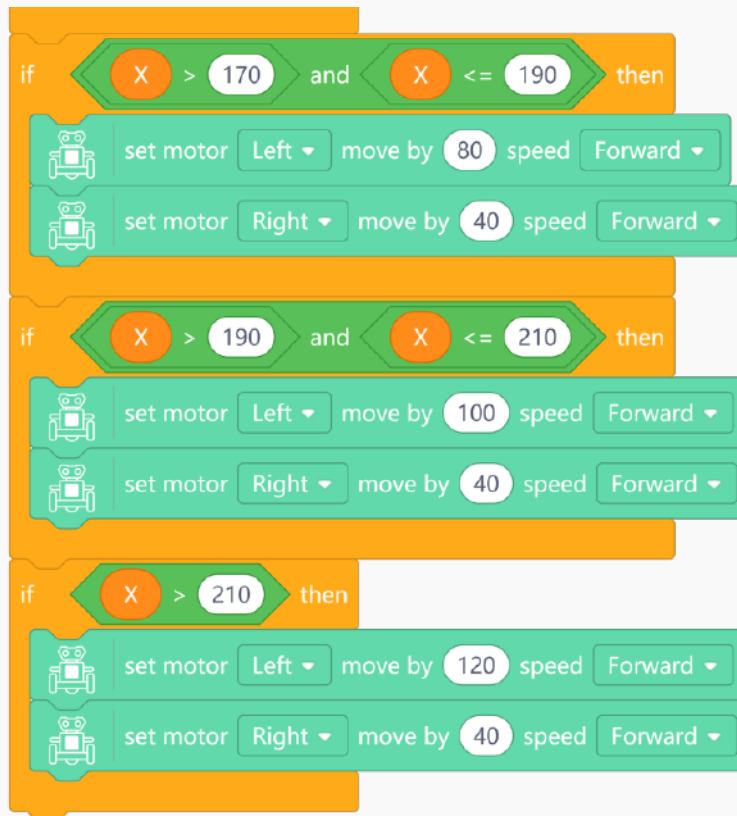 if X > 170 and X <= 190 then
set motor Left move by 80 speed Forward
set motor Right move by 40 speed Forward
if X > 190 and X <= 210 then
set motor Left move by 100 speed Forward
set motor Right move by 40 speed Forward
if X > 210 then
set motor Left move by 120 speed Forward
set motor Right move by 40 speed Forward